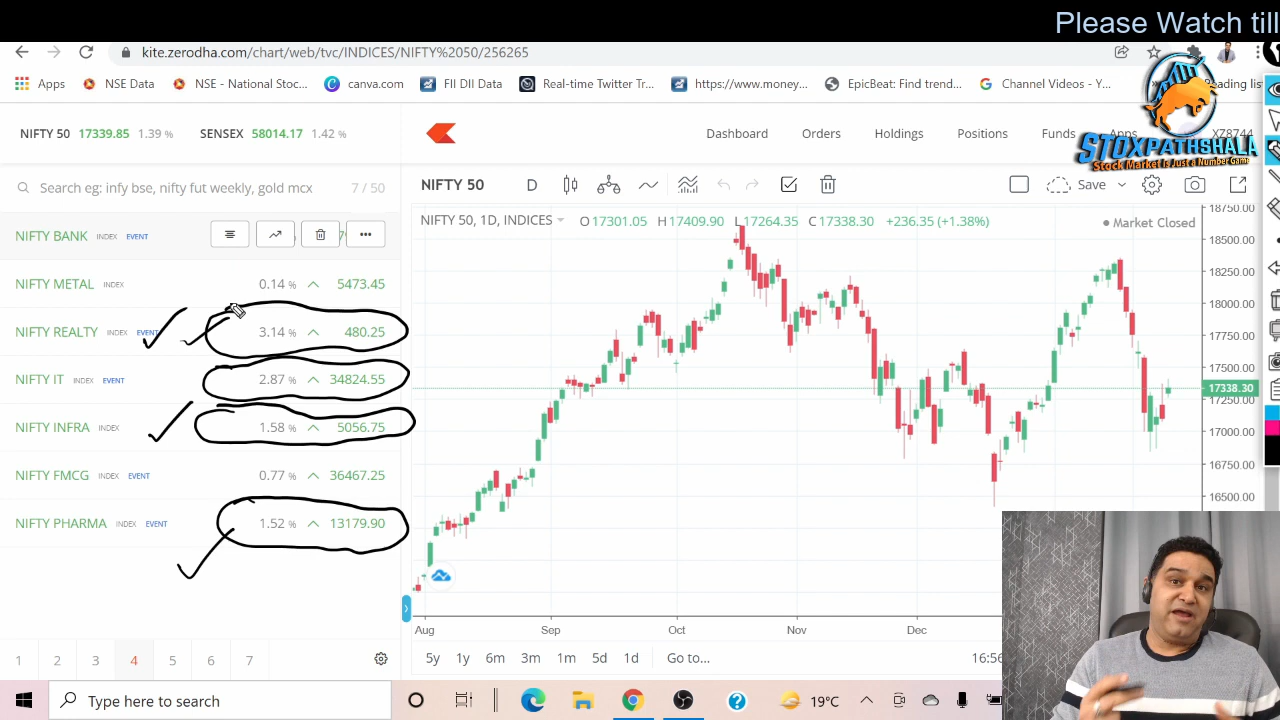 Please Watch till
kite.zerodha.com/chart/web/tvc/INDICES/NIFTY%2050/256265
Apps NSE Data NSE - National Stoc... canva.com FII Data Real-time Twitter Tr... https://www.money... EpicBeat: Find trend... Channel Videos - Y... Reading list
NIFTY 50 17339.85 1.39 % SENSEX 58014.17 1.42 %
Dashboard Orders Holdings Positions Funds Apps XZ8744
STOXPATHSHALA
Stock Market Is Just a Number Game
Search eg: infy bse, nifty fut weekly, gold mcx 7 / 50
NIFTY 50 D Save
NIFTY BANK INDEX EVENT
NIFTY 50, 1D, INDICES O17301.05 H17409.90 L17264.35 C17338.30 +236.35 (+1.38%)
Market Closed
NIFTY METAL INDEX 0.14 % 5473.45
NIFTY REALTY INDEX EVENT 3.14 % 480.25
NIFTY IT INDEX EVENT 2.87 % 34824.55
NIFTY INFRA INDEX 1.58 % 5056.75
NIFTY FMCG INDEX EVENT 0.77 % 36467.25
NIFTY PHARMA INDEX EVENT 1.52 % 13179.90
18750.00
18500.00
18250.00
18000.00
17750.00
17500.00
17338.30
17250.00
17000.00
16750.00
16500.00
Aug Sep Oct Nov Dec
1 2 3 4 5 6 7
5y 1y 6m 3m 1m 5d 1d Go to... 16:56
Type here to search
19°C